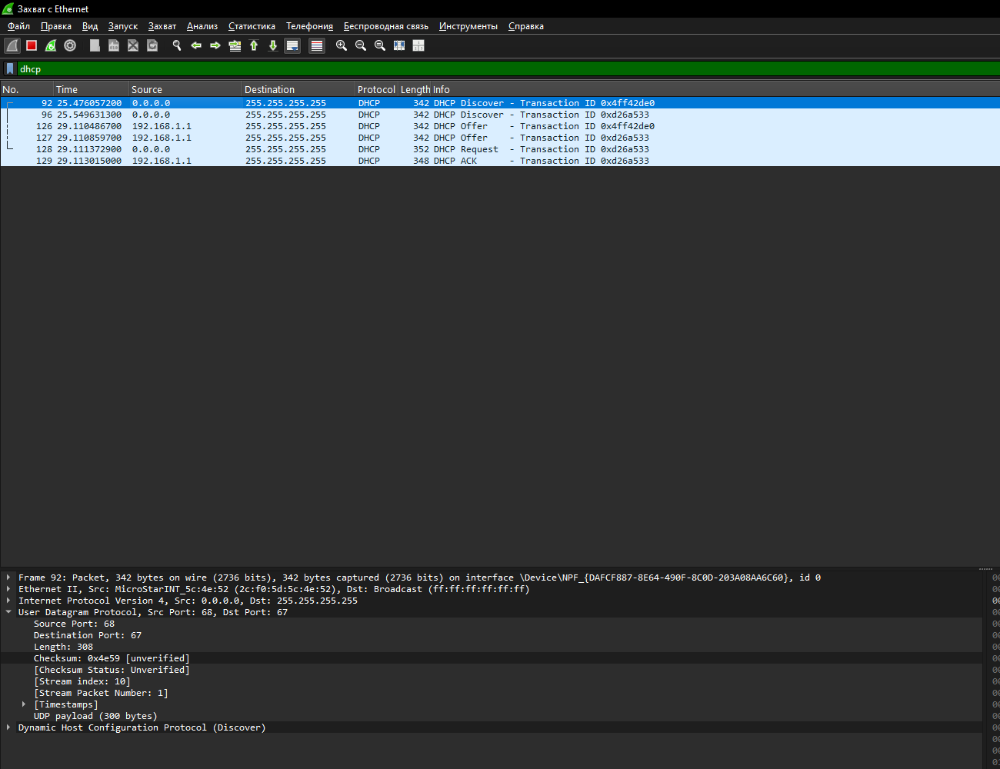 Захват с Ethernet
Файл Правка Вид Запуск Захват Анализ Статистика Телефония Беспроводная связь Инструменты Справка
dhcp
No. Time Source Destination Protocol Length Info
92 25.476057200 0.0.0.0 255.255.255.255 DHCP 342 DHCP Discover - Transaction ID 0x4ff42de0
96 25.549631300 0.0.0.0 255.255.255.255 DHCP 342 DHCP Discover - Transaction ID 0xd26a533
126 29.110486700 192.168.1.1 255.255.255.255 DHCP 342 DHCP Offer - Transaction ID 0x4ff42de0
127 29.110859700 192.168.1.1 255.255.255.255 DHCP 342 DHCP Offer - Transaction ID 0xd26a533
128 29.111372900 0.0.0.0 255.255.255.255 DHCP 352 DHCP Request - Transaction ID 0xd26a533
129 29.113015000 192.168.1.1 255.255.255.255 DHCP 348 DHCP ACK - Transaction ID 0xd26a533
Frame 92: Packet, 342 bytes on wire (2736 bits), 342 bytes captured (2736 bits) on interface \Device\NPF_{DAFCF887-8E64-490F-8C0D-203A08AA6C60}, id 0
Ethernet II, Src: MicroStarINT_5c:4e:52 (2c:f0:5d:5c:4e:52), Dst: Broadcast (ff:ff:ff:ff:ff:ff)
Internet Protocol Version 4, Src: 0.0.0.0, Dst: 255.255.255.255
User Datagram Protocol, Src Port: 68, Dst Port: 67
Source Port: 68
Destination Port: 67
Length: 308
Checksum: 0x4e59 [unverified]
[Checksum Status: Unverified]
[Stream index: 10]
[Stream Packet Number: 1]
[Timestamps]
UDP payload (300 bytes)
Dynamic Host Configuration Protocol (Discover)